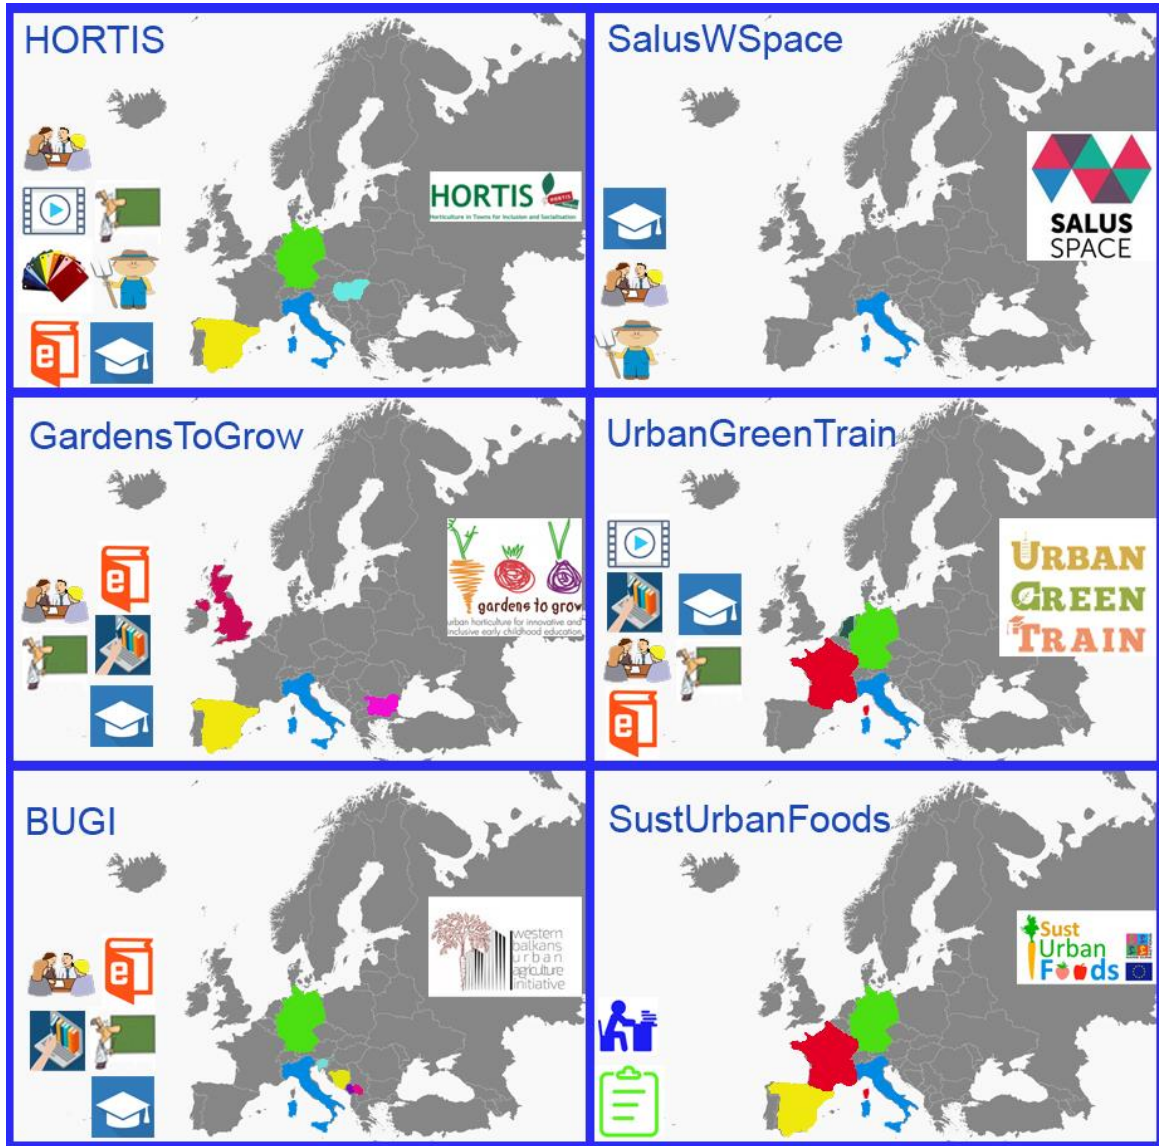 HORTIS
HORTIS
Horticulture in Towns for Inclusion and Socialisation
e
SalusWSpace
SALUS
SPACE
GardensToGrow
e
gardens to grow
urban horticulture for innovative and
inclusive early childhood education
UrbanGreenTrain
URBAN
GREEN
TRAIN
e
BUGI
e
western
balkans
urban
agriculture
initiative
SustUrbanFoods
Sust
Urban
Foods